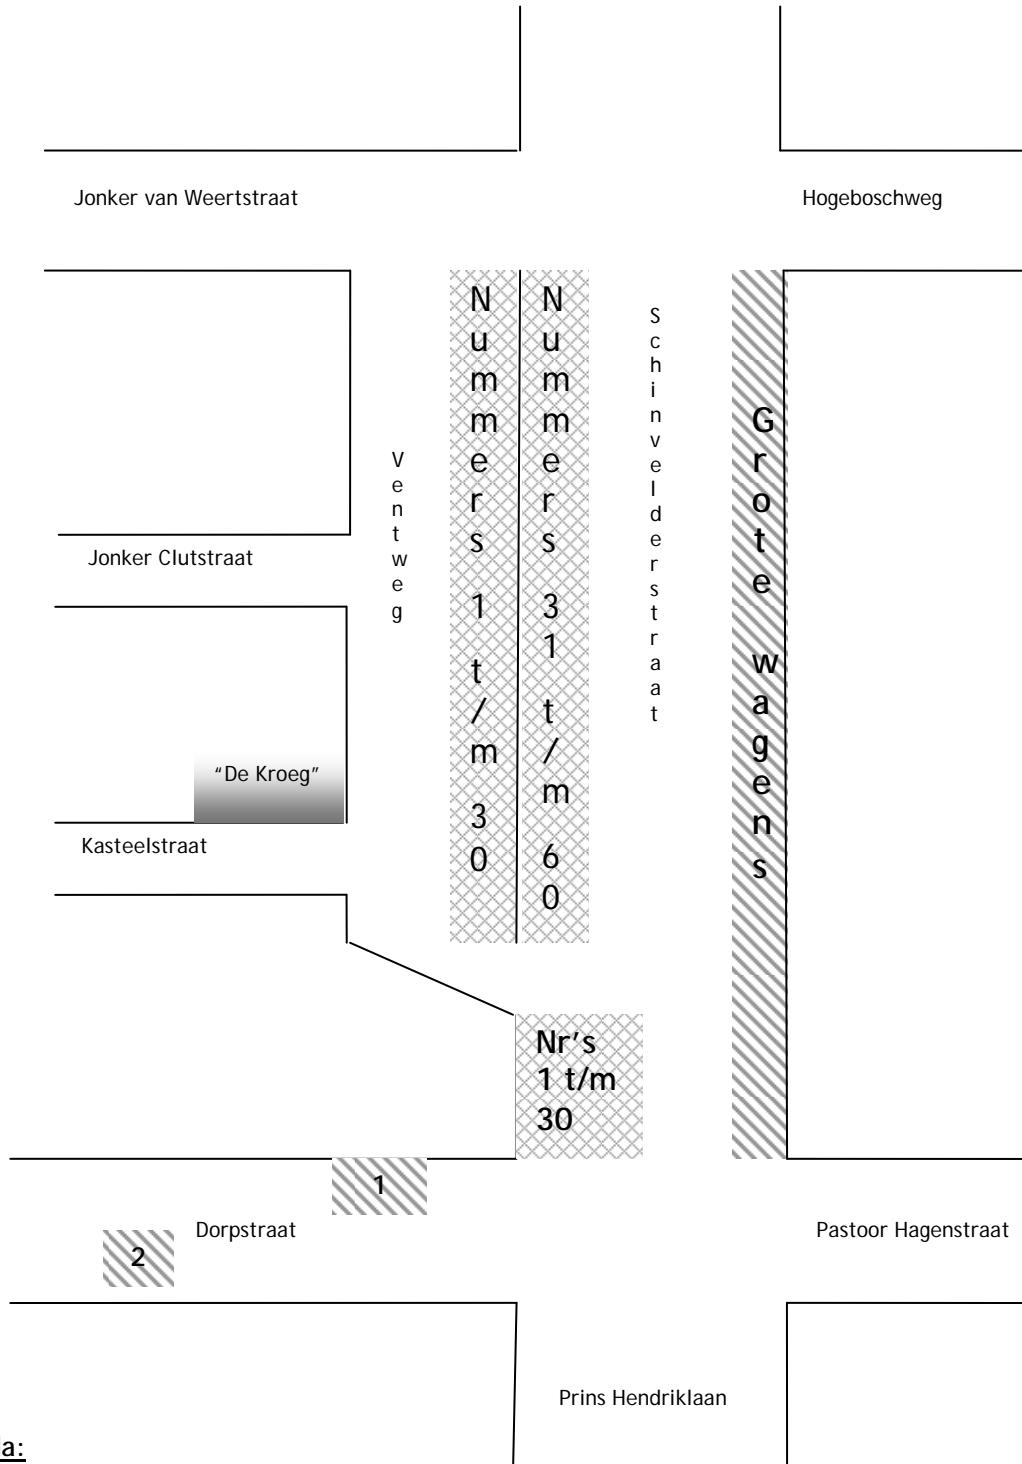 Jonker van Weertstraat
Hogeboschweg
Nummers 1 t/m 30
Nummers 31 t/m 60
Schinvelderstraat
Grote wagens
Ventweg
Jonker Clutstraat
"De Kroeg"
Kasteelstraat
Nr's
1 t/m
30
1
2
Dorpstraat
Pastoor Hagenstraat
Prins Hendriklaan